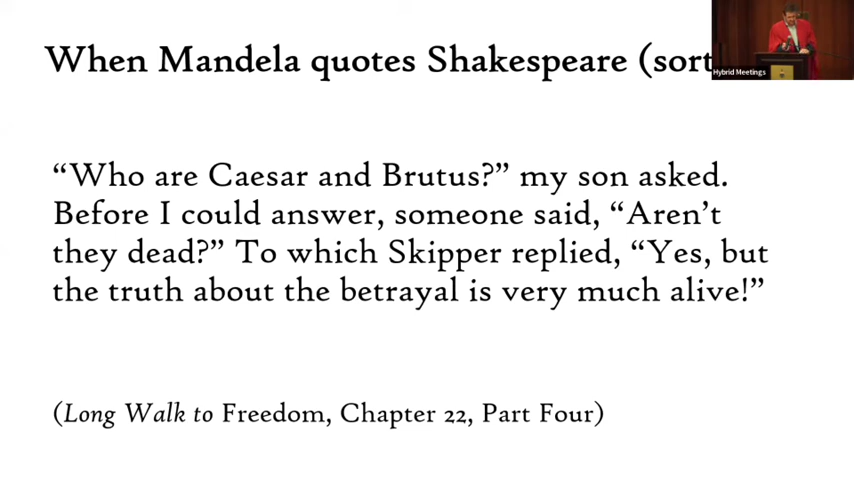 When Mandela quotes Shakespeare (sort
Hybrid Meetings
“Who are Caesar and Brutus?” my son asked.
Before I could answer, someone said, “Aren’t
they dead?” To which Skipper replied, “Yes, but
the truth about the betrayal is very much alive!”
(Long Walk to Freedom, Chapter 22, Part Four)